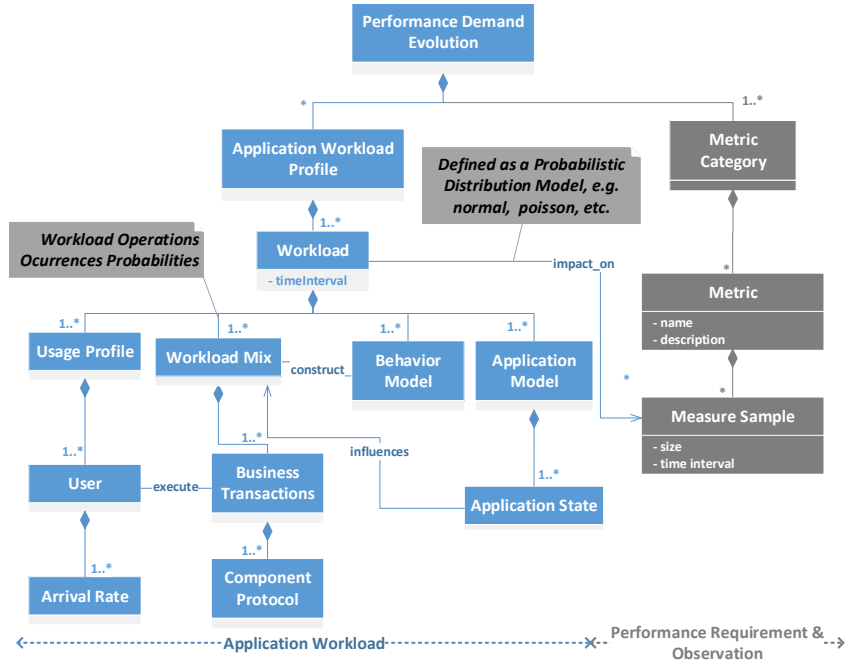 Performance Demand
Evolution
*
1..*
Application Workload
Profile
Defined as a Probabilistic
Distribution Model, e.g.
normal, poisson, etc.
Metric
Category
1..*
Workload Operations
Ocurrences Probabilities
Workload
- timeInterval
impact_on
*
Metric
- name
- description
1..*
1..*
1..*
1..*
Usage Profile
Workload Mix
construct
Behavior
Model
Application
Model
*
*
Measure Sample
- size
- time interval
1..*
1..*
influences
1..*
User
execute
Business
Transactions
Application State
1..*
1..*
Arrival Rate
Component
Protocol
Application Workload
Performance Requirement &
Observation